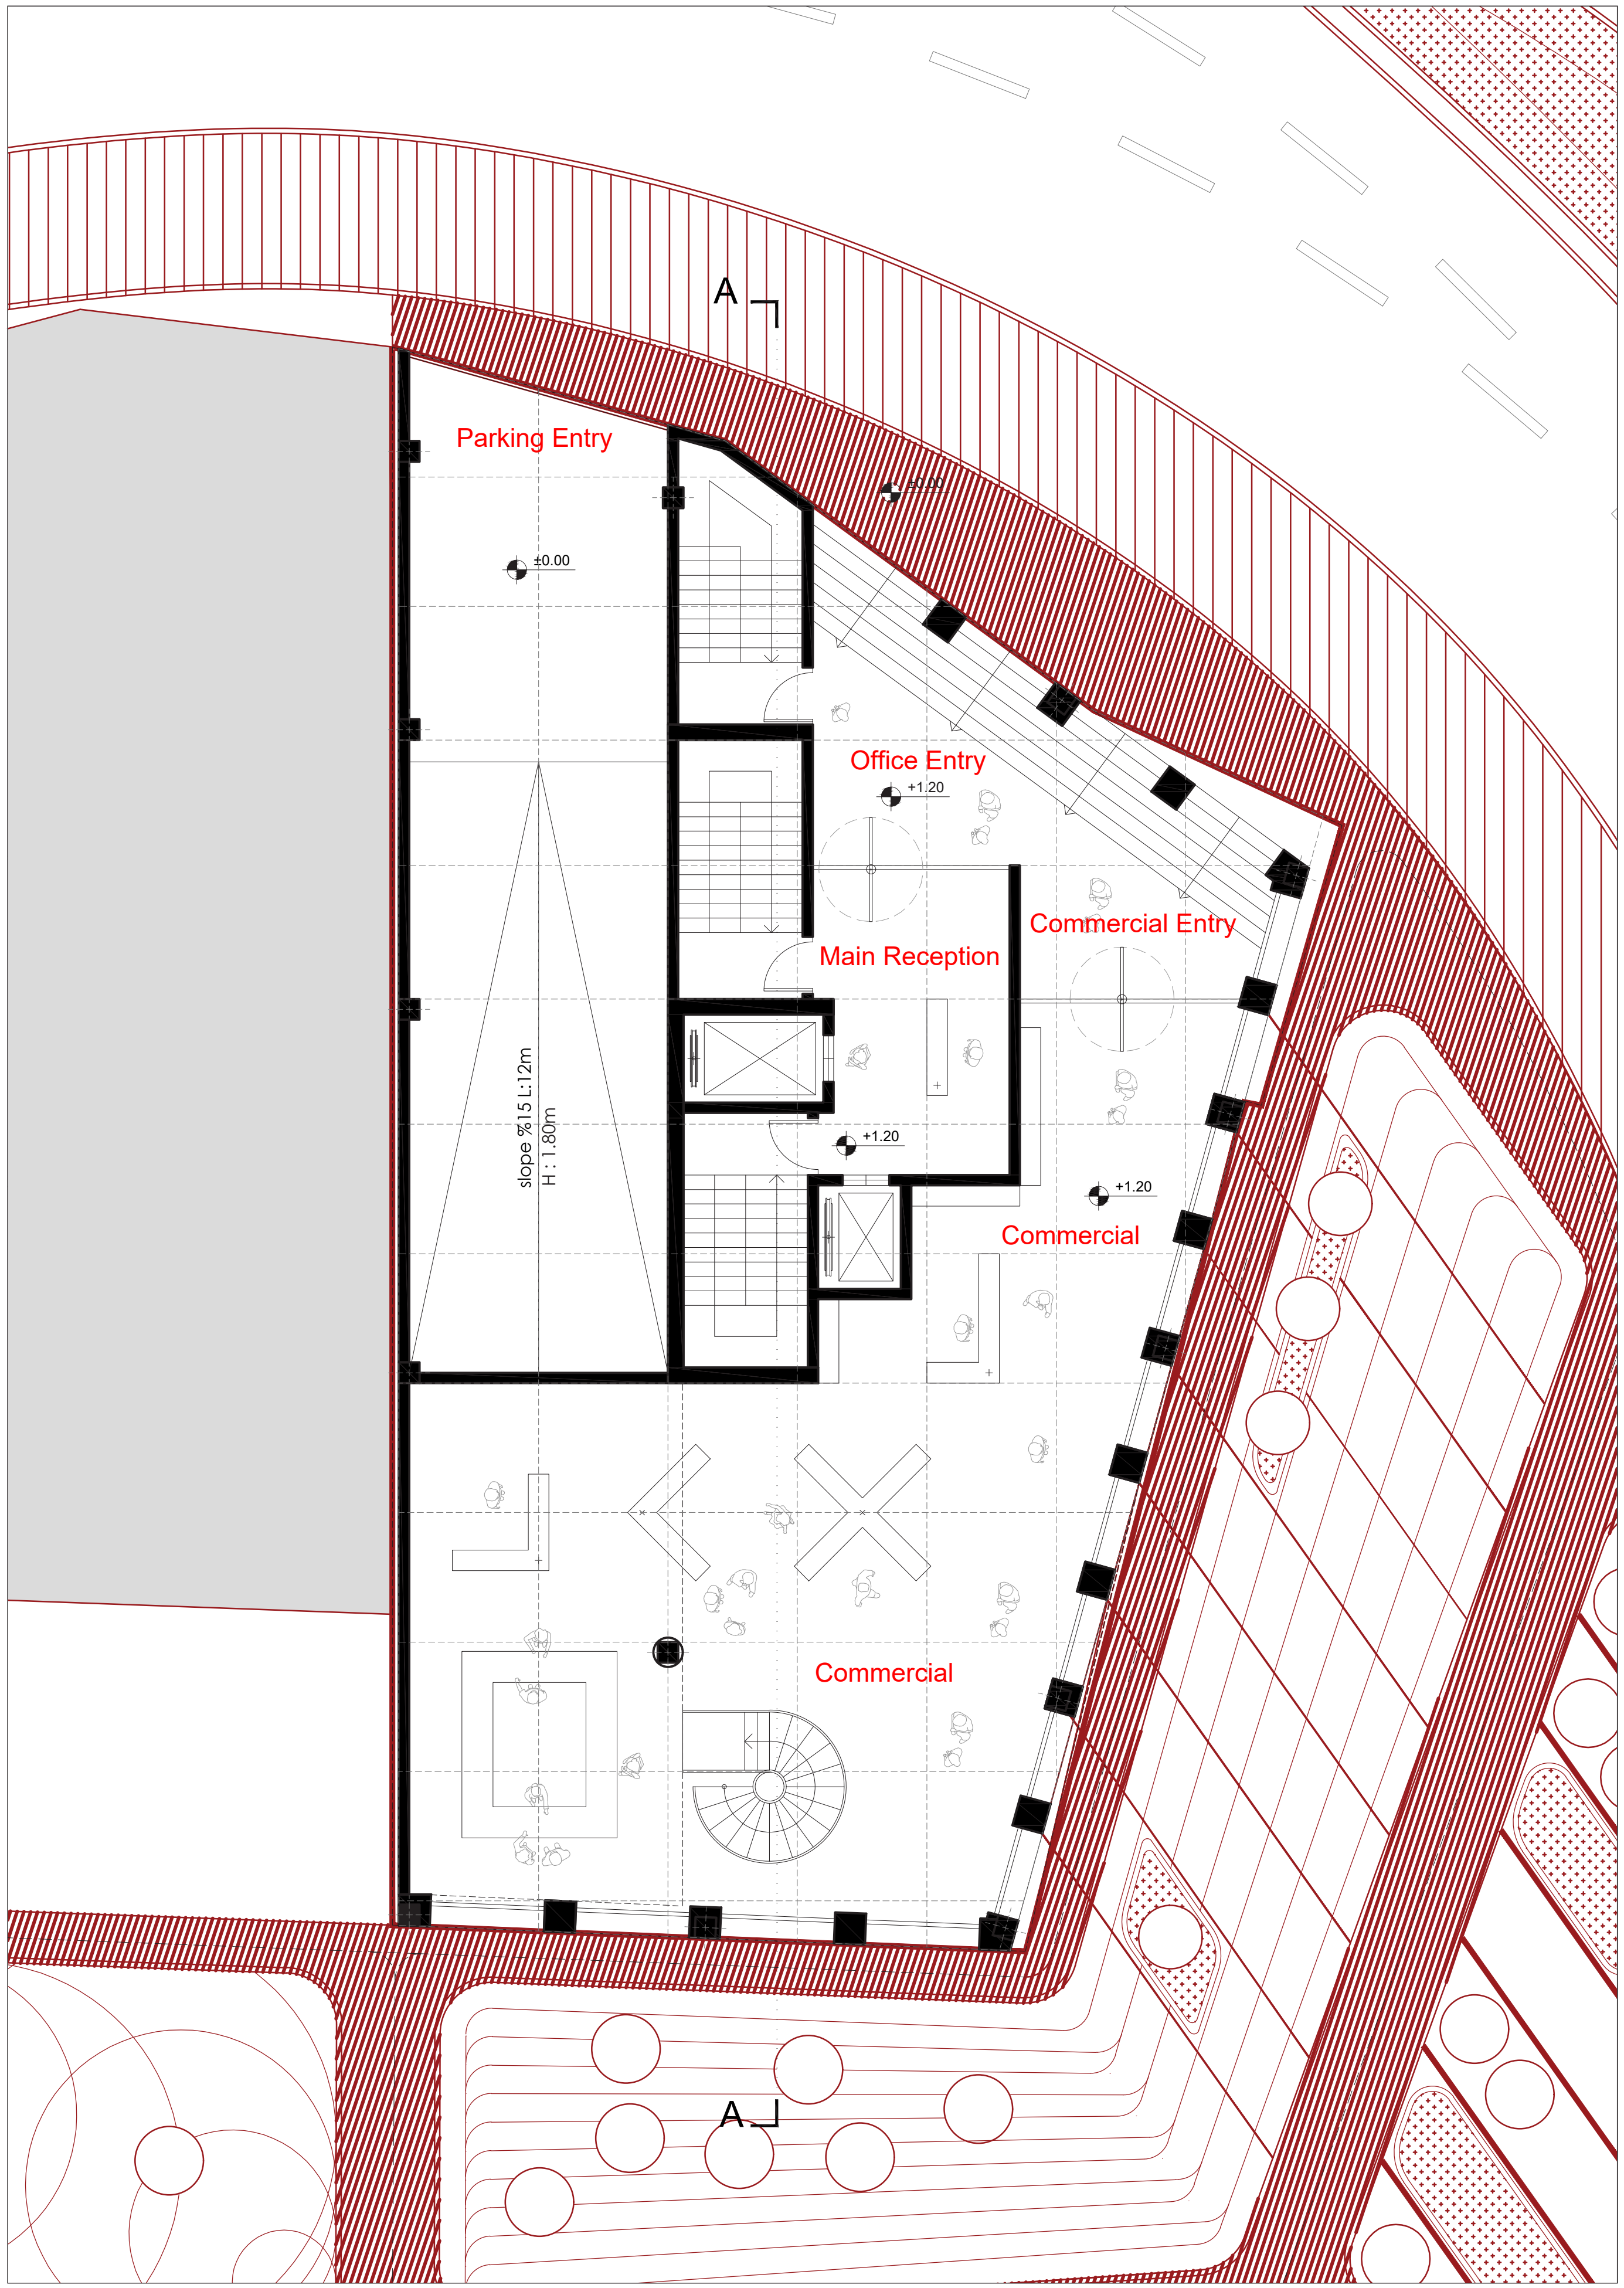 A
Parking Entry
±0.00
±0.00
Office Entry
+1.20
Commercial Entry
Main Reception
slope %15 L:12m
H : 1.80m
+1.20
+1.20
Commercial
Commercial
A